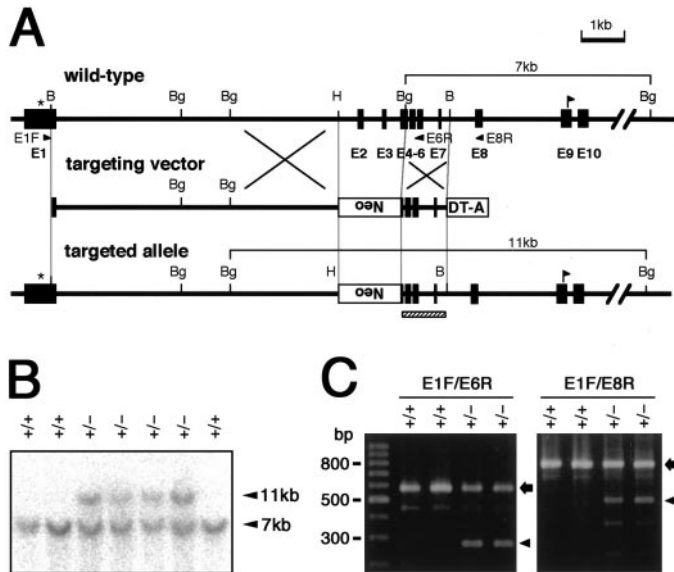 A
1kb
wild-type
7kb
* B Bg Bg H Bg B Bg
E1F E6R E8R
E1 E2 E3 E4-6 E7 E8 E9 E10
targeting vector
Bg Bg
Neo DT-A
targeted allele
11kb
* Bg Bg H B Bg
Neo
B
+/+ +/+ +/- +/- +/- +/- +/+
11kb
7kb
C
E1F/E6R E1F/E8R
+/+ +/+ +/- +/- +/+ +/+ +/- +/-
bp
800
500
300